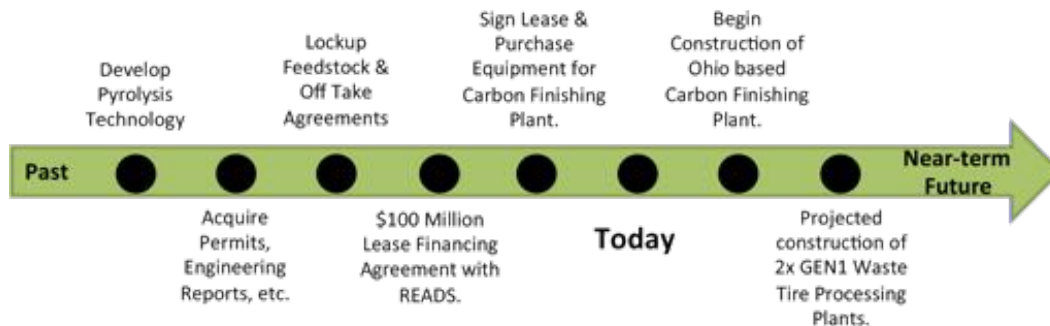 Develop
Pyrolysis
Technology
Lockup
Feedstock &
Off Take
Agreements
Sign Lease &
Purchase
Equipment for
Carbon Finishing
Plant.
Begin
Construction of
Ohio based
Carbon Finishing
Plant.
Past
Near-term
Future
Acquire
Permits,
Engineering
Reports, etc.
$100 Million
Lease Financing
Agreement with
READS.
Today
Projected
construction of
2x GEN1 Waste
Tire Processing
Plants.